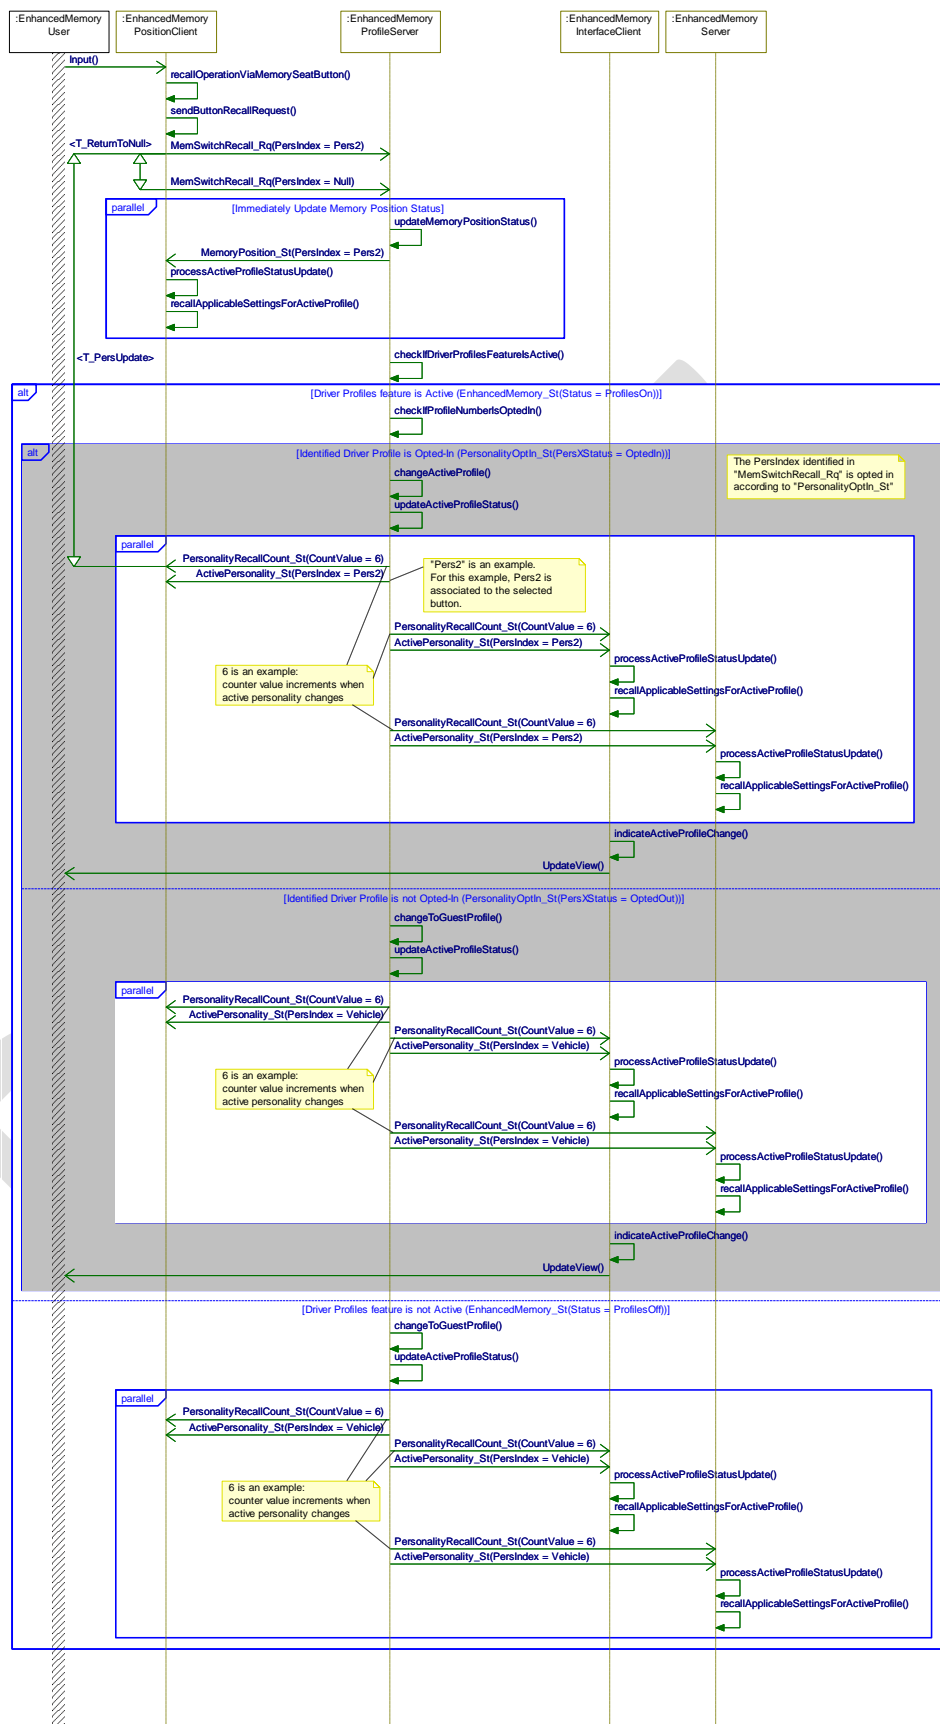 :EnhancedMemory
User
:EnhancedMemory
PositionClient
:EnhancedMemory
ProfileServer
:EnhancedMemory
InterfaceClient
:EnhancedMemory
Server
Input()
recallOperationViaMemorySeatButton()
sendButtonRecallRequest()
<T_ReturnToNull>
MemSwitchRecall_Rq(PersIndex = Pers2)
MemSwitchRecall_Rq(PersIndex = Null)
parallel
[Immediately Update Memory Position Status]
updateMemoryPositionStatus()
MemoryPosition_St(PersIndex = Pers2)
processActiveProfileStatusUpdate()
recallApplicableSettingsForActiveProfile()
<T_PersUpdate>
checkIfDriverProfilesFeatureIsActive()
alt
[Driver Profiles feature is Active (EnhancedMemory_St(Status = ProfilesOn))]
checkIfProfileNumberIsOptedIn()
alt
[Identified Driver Profile is Opted-In (PersonalityOptIn_St(PersXStatus = OptedIn))]
The PersIndex identified in
"MemSwitchRecall_Rq" is opted in
according to "PersonalityOptIn_St"
changeActiveProfile()
updateActiveProfileStatus()
parallel
PersonalityRecallCount_St(CountValue = 6)
ActivePersonality_St(PersIndex = Pers2)
"Pers2" is an example.
For this example, Pers2 is
associated to the selected
button.
PersonalityRecallCount_St(CountValue = 6)
ActivePersonality_St(PersIndex = Pers2)
processActiveProfileStatusUpdate()
6 is an example:
counter value increments when
active personality changes
recallApplicableSettingsForActiveProfile()
PersonalityRecallCount_St(CountValue = 6)
ActivePersonality_St(PersIndex = Pers2)
processActiveProfileStatusUpdate()
recallApplicableSettingsForActiveProfile()
indicateActiveProfileChange()
UpdateView()
[Identified Driver Profile is not Opted-In (PersonalityOptIn_St(PersXStatus = OptedOut))]
changeToGuestProfile()
updateActiveProfileStatus()
parallel
PersonalityRecallCount_St(CountValue = 6)
ActivePersonality_St(PersIndex = Vehicle)
PersonalityRecallCount_St(CountValue = 6)
ActivePersonality_St(PersIndex = Vehicle)
processActiveProfileStatusUpdate()
6 is an example:
counter value increments when
active personality changes
recallApplicableSettingsForActiveProfile()
PersonalityRecallCount_St(CountValue = 6)
ActivePersonality_St(PersIndex = Vehicle)
processActiveProfileStatusUpdate()
recallApplicableSettingsForActiveProfile()
indicateActiveProfileChange()
UpdateView()
[Driver Profiles feature is not Active (EnhancedMemory_St(Status = ProfilesOff))]
changeToGuestProfile()
updateActiveProfileStatus()
parallel
PersonalityRecallCount_St(CountValue = 6)
ActivePersonality_St(PersIndex = Vehicle)
PersonalityRecallCount_St(CountValue = 6)
ActivePersonality_St(PersIndex = Vehicle)
processActiveProfileStatusUpdate()
6 is an example:
counter value increments when
active personality changes
recallApplicableSettingsForActiveProfile()
PersonalityRecallCount_St(CountValue = 6)
ActivePersonality_St(PersIndex = Vehicle)
processActiveProfileStatusUpdate()
recallApplicableSettingsForActiveProfile()